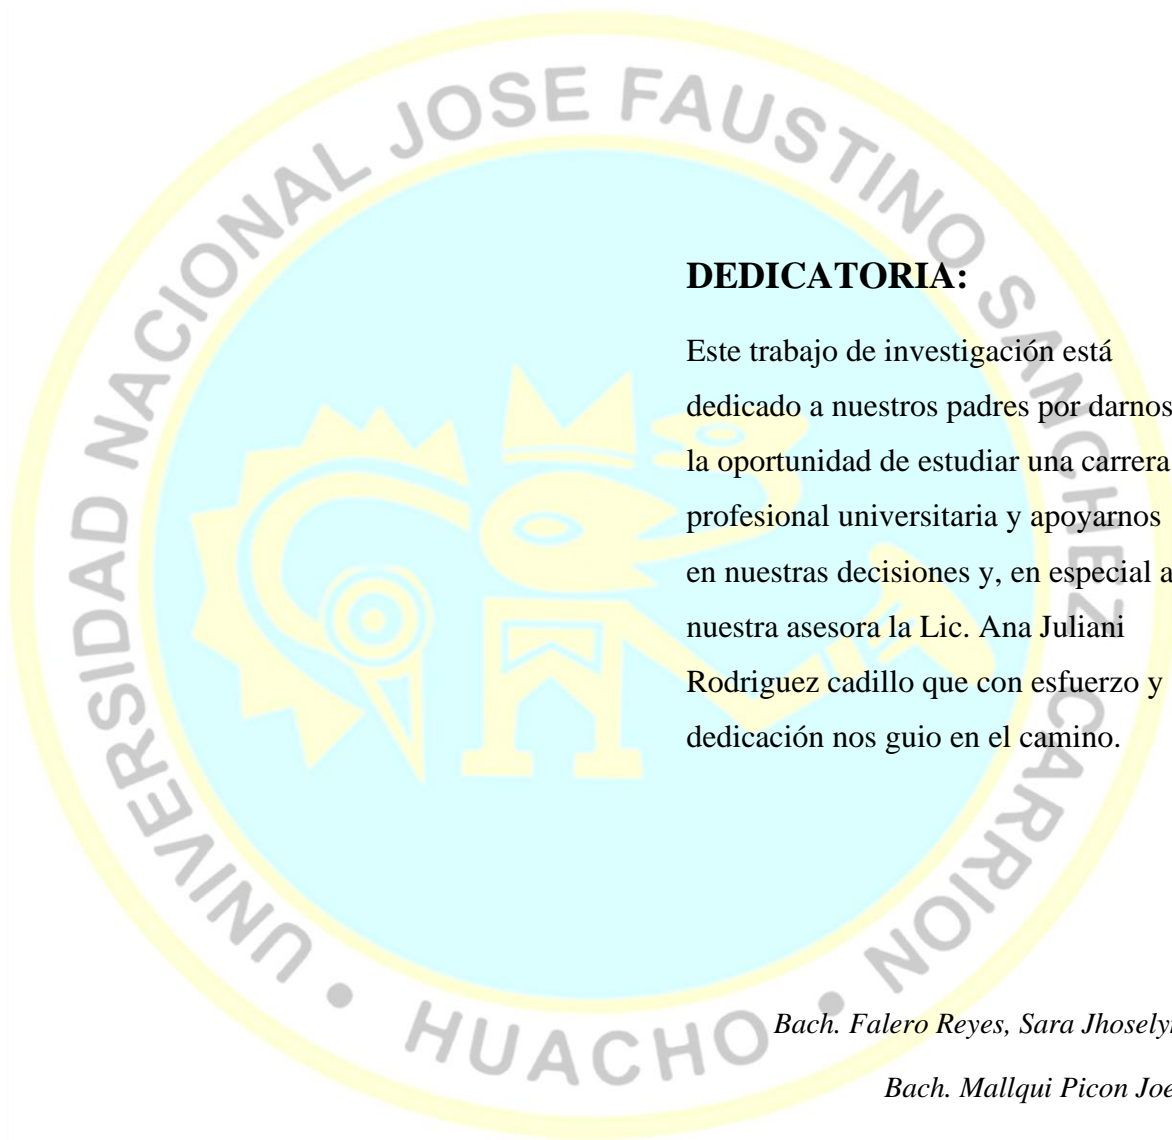 UNIVERSIDAD NACIONAL JOSE FAUSTINO SANCHEZ CARRION • HUACHO •
DEDICATORIA:
Este trabajo de investigación está
dedicado a nuestros padres por darnos
la oportunidad de estudiar una carrera
profesional universitaria y apoyarnos
en nuestras decisiones y, en especial a
nuestra asesora la Lic. Ana Juliani
Rodriguez cadillo que con esfuerzo y
dedicación nos guio en el camino.
Bach. Falero Reyes, Sara
Bach. Mallqui Picon